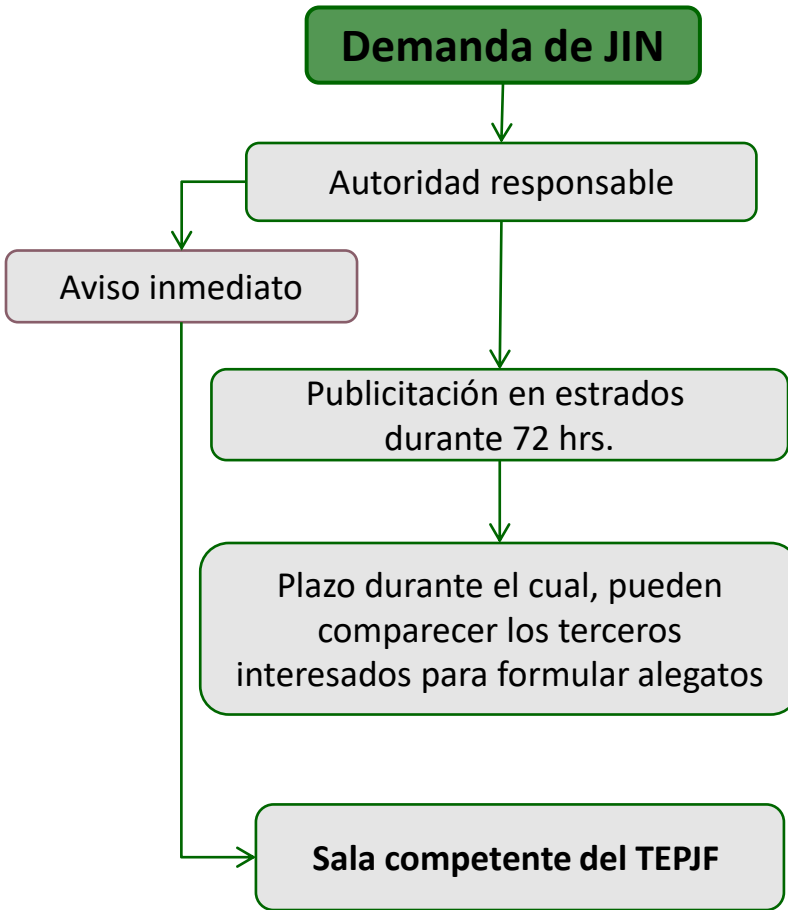 Demanda de JIN
Autoridad responsable
Aviso inmediato
Publicitación en estrados
durante 72 hrs.
Plazo durante el cual, pueden
comparecer los terceros
interesados para formular alegatos
Sala competente del TEPJF